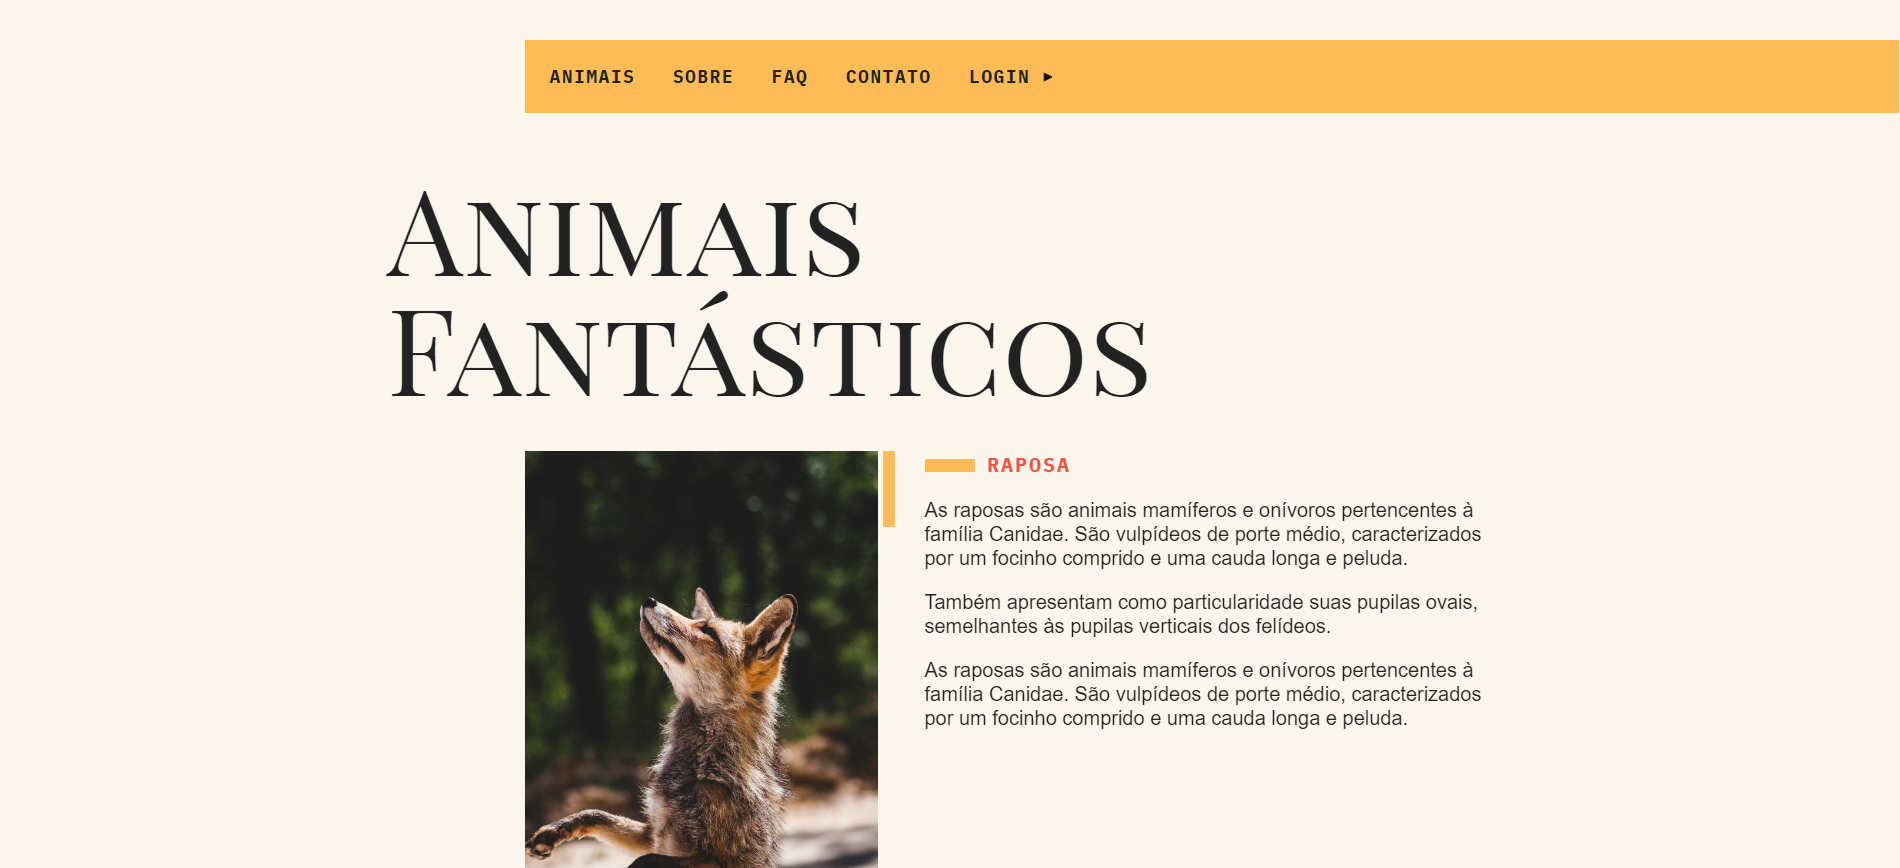 ANIMAIS SOBRE FAQ CONTATO LOGIN ▸
Animais
Fantásticos
RAPOSA
As raposas são animais mamíferos e onívoros pertencentes à
família Canidae. São vulpídeos de porte médio, caracterizados
por um focinho comprido e uma cauda longa e peluda.
Também apresentam como particularidade suas pupilas ovais,
semelhantes às pupilas verticais dos felídeos.
As raposas são animais mamíferos e onívoros pertencentes à
família Canidae. São vulpídeos de porte médio, caracterizados
por um focinho comprido e uma cauda longa e peluda.